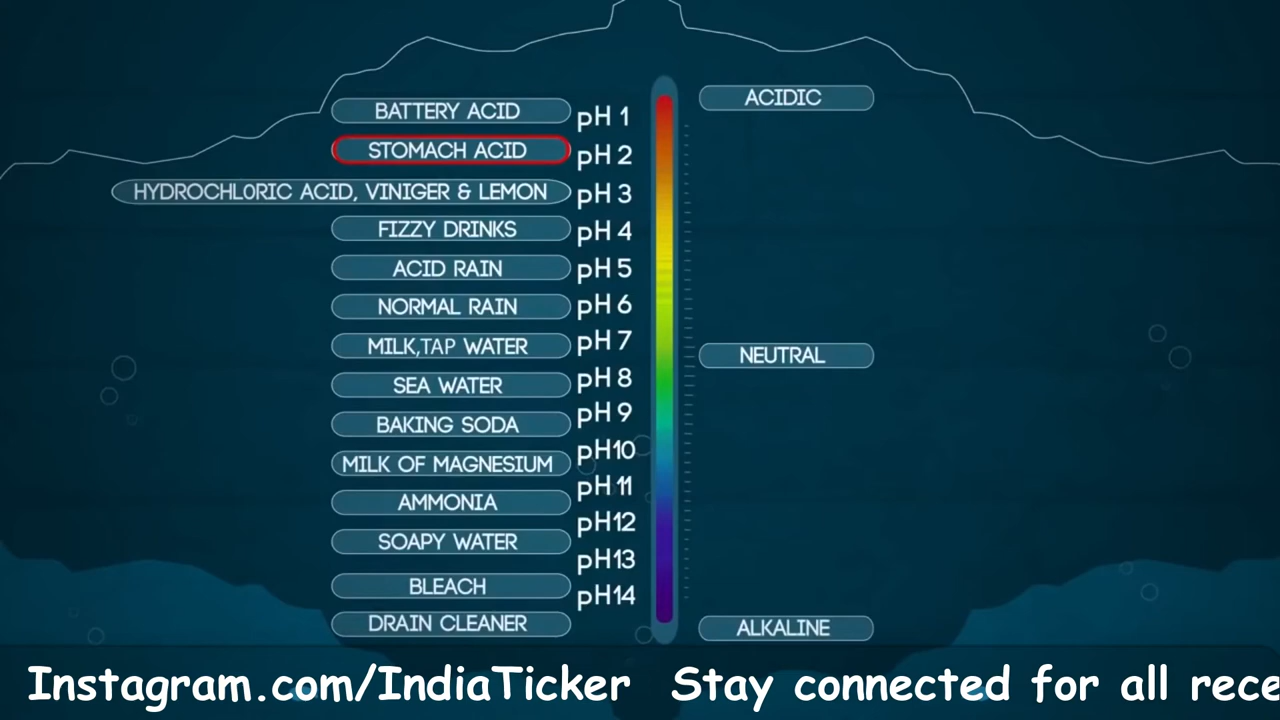 BATTERY ACID pH 1 ACIDIC
STOMACH ACID pH 2
HYDROCHLORIC ACID, VINIGER & LEMON pH 3
FIZZY DRINKS pH 4
ACID RAIN pH 5
NORMAL RAIN pH 6
MILK,TAP WATER pH 7 NEUTRAL
SEA WATER pH 8
BAKING SODA pH 9
MILK OF MAGNESIUM pH10
AMMONIA pH 11
SOAPY WATER pH12
BLEACH pH13
DRAIN CLEANER pH14 ALKALINE
Instagram.com/IndiaTicker Stay connected for all rece